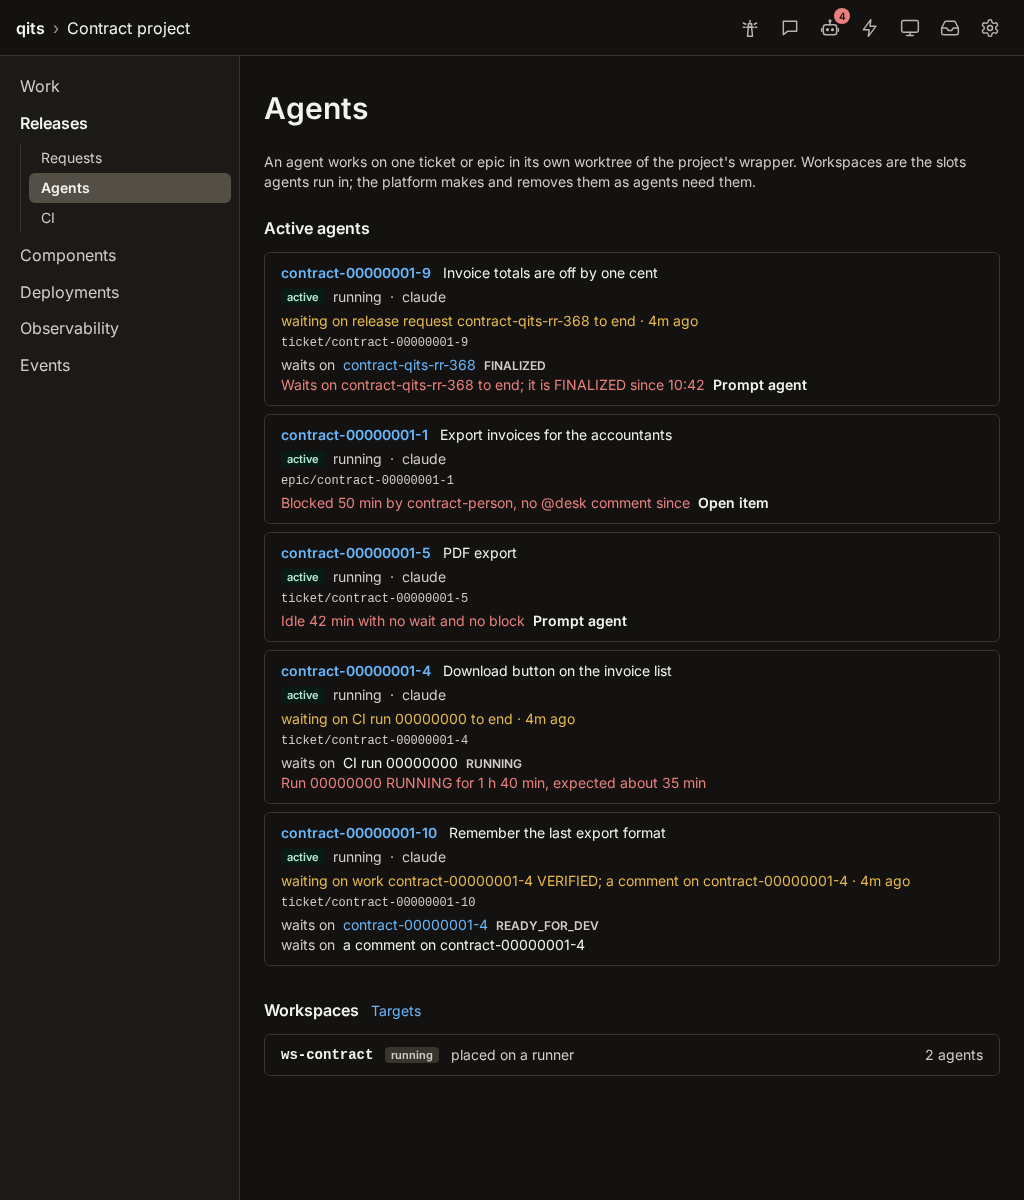 qits › Contract project
4
Work
Releases
Requests
Agents
CI
Components
Deployments
Observability
Events
Agents
An agent works on one ticket or epic in its own worktree of the project's wrapper. Workspaces are the slots
agents run in; the platform makes and removes them as agents need them.
Active agents
contract-00000001-9 Invoice totals are off by one cent
active running · claude
waiting on release request contract-qits-rr-368 to end · 4m ago
ticket/contract-00000001-9
waits on contract-qits-rr-368 FINALIZED
Waits on contract-qits-rr-368 to end; it is FINALIZED since 10:42 Prompt agent
contract-00000001-1 Export invoices for the accountants
active running · claude
epic/contract-00000001-1
Blocked 50 min by contract-person, no @desk comment since Open item
contract-00000001-5 PDF export
active running · claude
ticket/contract-00000001-5
Idle 42 min with no wait and no block Prompt agent
contract-00000001-4 Download button on the invoice list
active running · claude
waiting on CI run 00000000 to end · 4m ago
ticket/contract-00000001-4
waits on CI run 00000000 RUNNING
Run 00000000 RUNNING for 1 h 40 min, expected about 35 min
contract-00000001-10 Remember the last export format
active running · claude
waiting on work contract-00000001-4 VERIFIED; a comment on contract-00000001-4 · 4m ago
ticket/contract-00000001-10
waits on contract-00000001-4 READY_FOR_DEV
waits on a comment on contract-00000001-4
Workspaces Targets
ws-contract running placed on a runner 2 agents